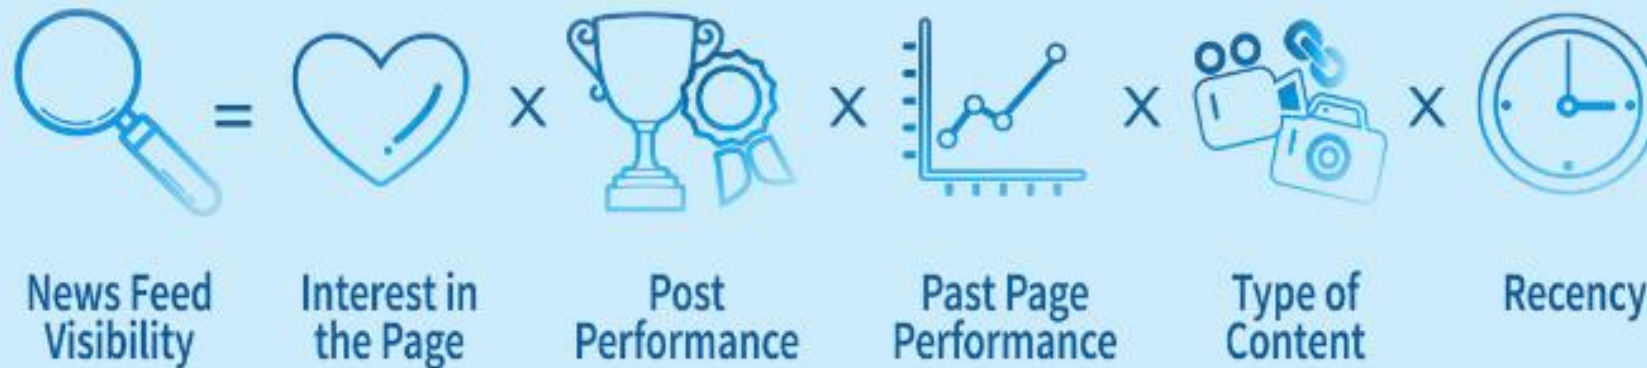 = X X X X
News Feed Interest in Post Past Page Type of Recency
Visibility the Page Performance Performance Content